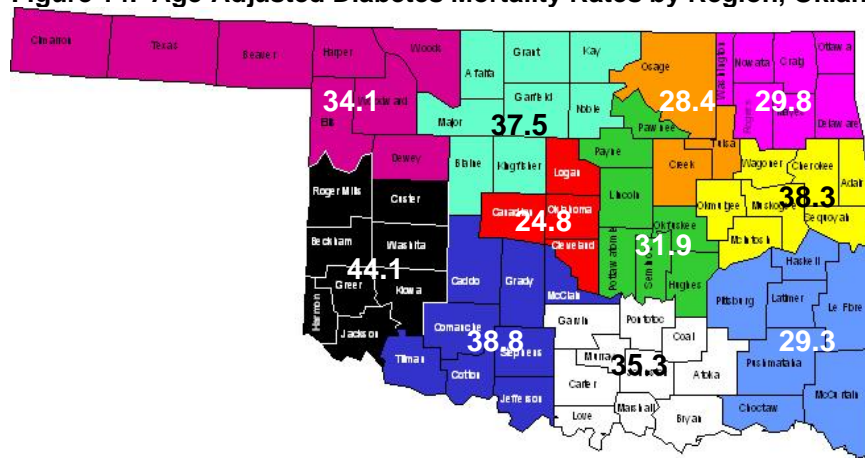 Figure 11. Age Adjusted Diabetes Mortality Rates by Region, Oklah
Cimarron
Texas
Beaver
Harper
Woods
Alfalfa
Grant
Kay
Osage
Washington
Nowata
Craig
Ottawa
Ellis
Woodward
34.1
Major
Garfield
37.5
Noble
Pawnee
28.4
Rogers
Mayes
29.8
Delaware
Dewey
Blaine
Kingfisher
Logan
Payne
Creek
Tulsa
Wagoner
Cherokee
Adair
Roger Mills
Custer
Canadian
Oklahoma
24.8
Lincoln
Okmulgee
Muskogee
38.3
Sequoyah
Beckham
Washita
Cleveland
Pottawatomie
Seminole
Okfuskee
31.9
McIntosh
Haskell
44.1
Greer
Kiowa
Caddo
Grady
McClain
Hughes
Pittsburg
Latimer
Le Flore
Harmon
Jackson
Comanche
38.8
Stephens
Garvin
Pontotoc
Coal
29.3
Tillman
Cotton
Murray
35.3
Atoka
Pushmataha
Jefferson
Carter
Love
Marshall
Bryan
Choctaw
McCurtain